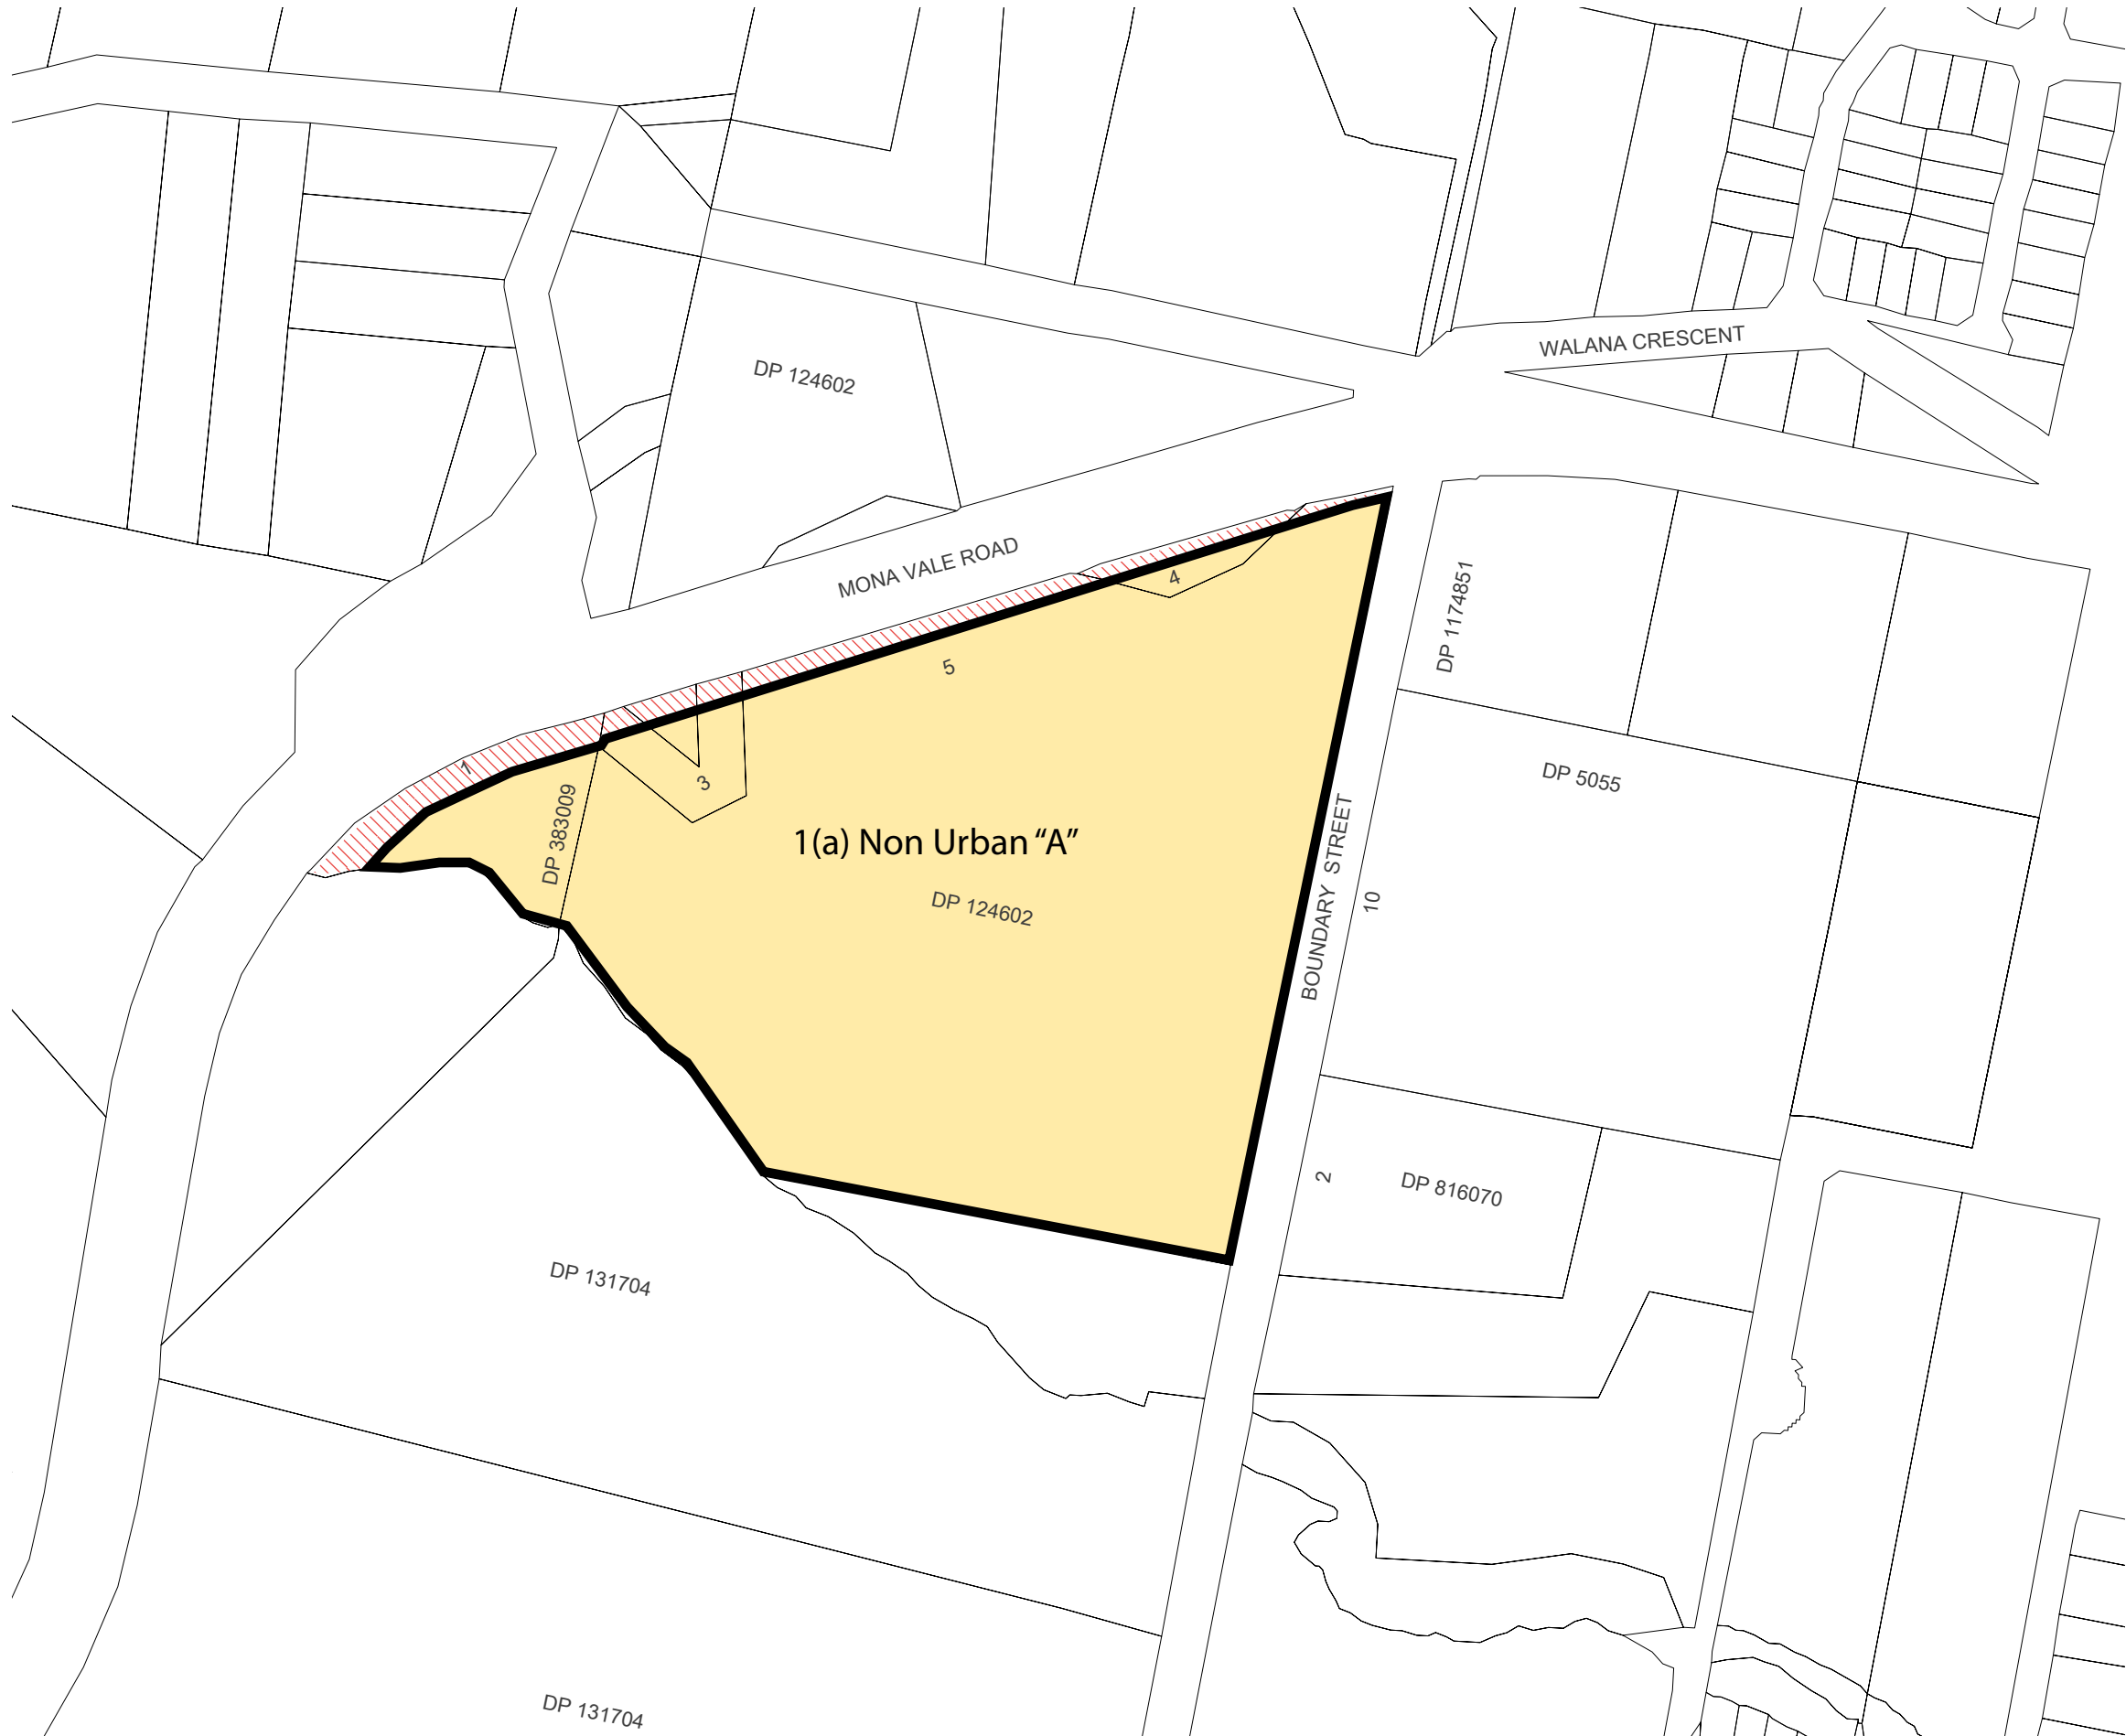 WALANA CRESCENT
DP 124602
MONA VALE ROAD
4
DP 1174851
5
1
3
DP 5055
DP 383009
1(a) Non Urban “A”
BOUNDARY STREET
10
DP 124602
2
DP 816070
DP 131704
DP 131704